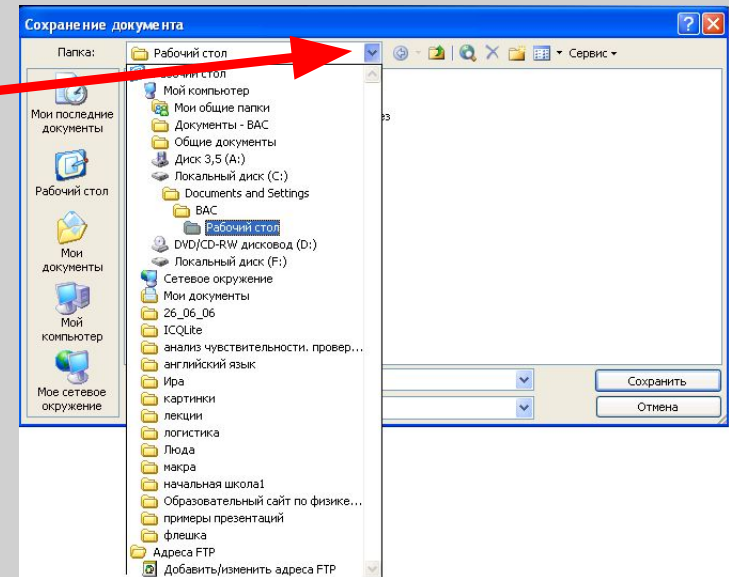 Сохранение документа
Папка:
Рабочий стол
Сервис
Мои последние
документы
Рабочий стол
Мои
документы
Мой
компьютер
Мое сетевое
окружение
стол
Мой компьютер
Мои общие папки
Документы - ВАС
Общие документы
Диск 3,5 (A:)
Локальный диск (C:)
Documents and Settings
ВАС
Рабочий стол
DVD/CD-RW дисковод (D:)
Локальный диск (F:)
Сетевое окружение
Мои документы
26_06_06
ICQLite
анализ чувствительности. провер...
английский язык
Ира
картинки
лекции
логистика
Люда
макра
начальная школа1
Образовательный сайт по физике...
примеры презентаций
флешка
Адреса FTP
Добавить/изменить адреса FTP
Сохранить
Отмена